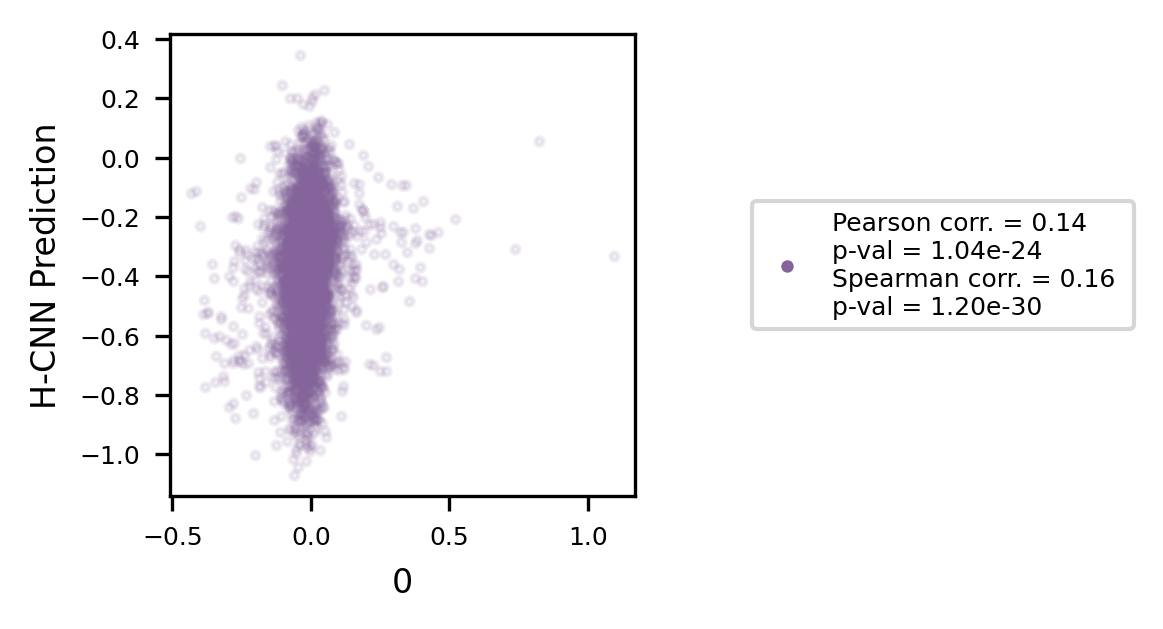 0.4
0.2
0.0
−0.2
−0.4
−0.6
−0.8
−1.0
H-CNN Prediction
−0.5
0.0
0.5
1.0
0
Pearson corr. = 0.14
p-val = 1.04e-24
Spearman corr. = 0.16
p-val = 1.20e-30